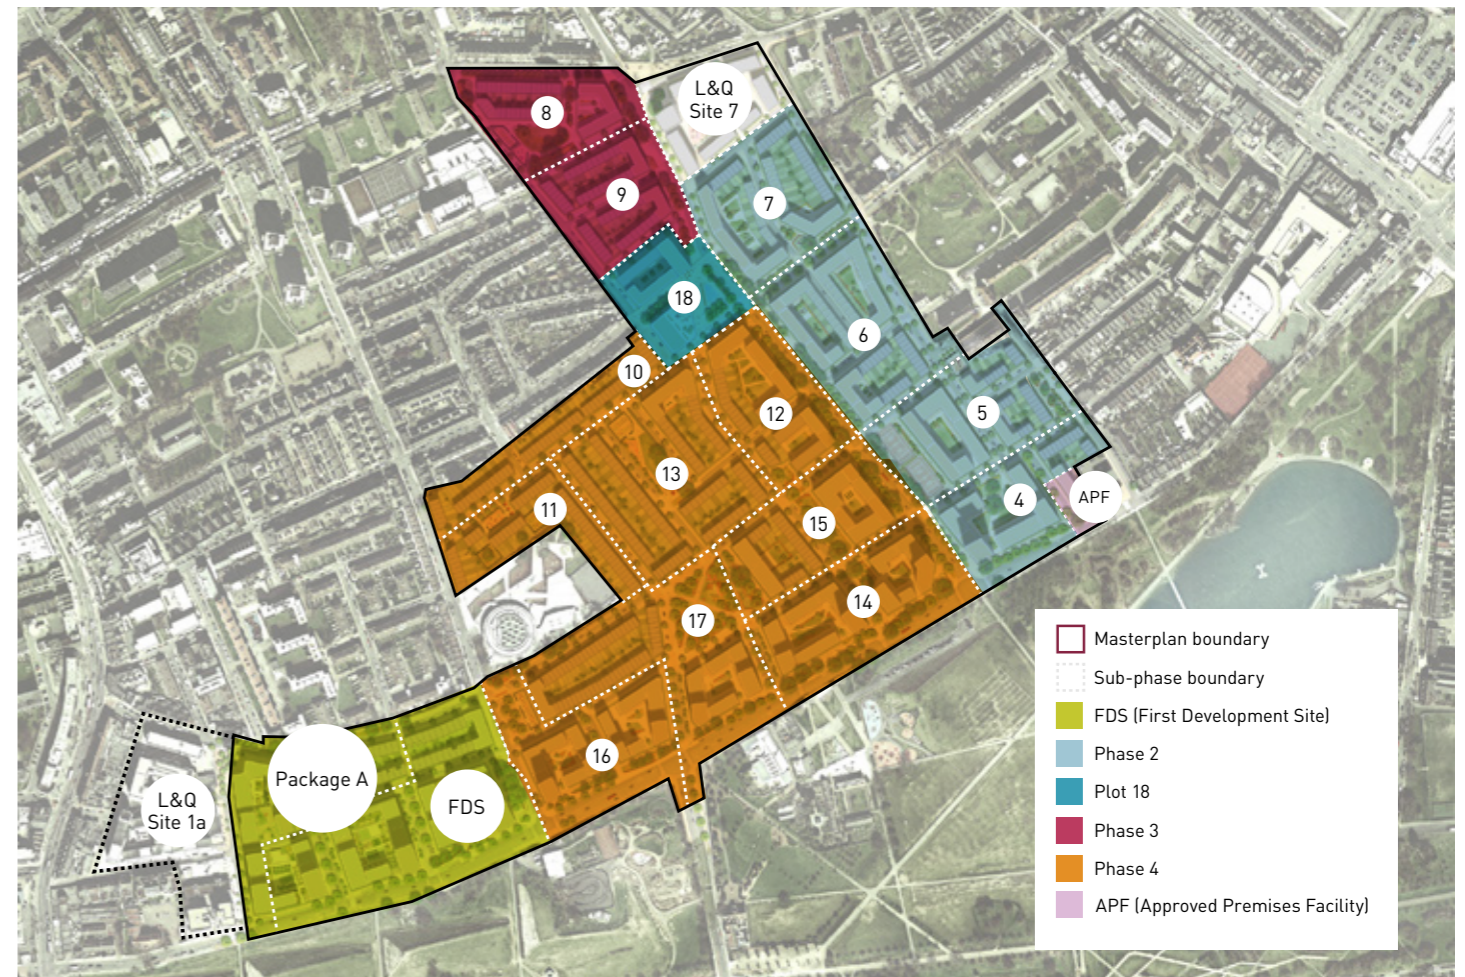 L&Q
Site 7
8
9
7
18
6
10
12
5
13
4
APF
11
15
14
17
16
Package A
FDS
L&Q
Site 1a
Masterplan boundary
Sub-phase boundary
FDS (First Development Site)
Phase 2
Plot 18
Phase 3
Phase 4
APF (Approved Premises Facility)